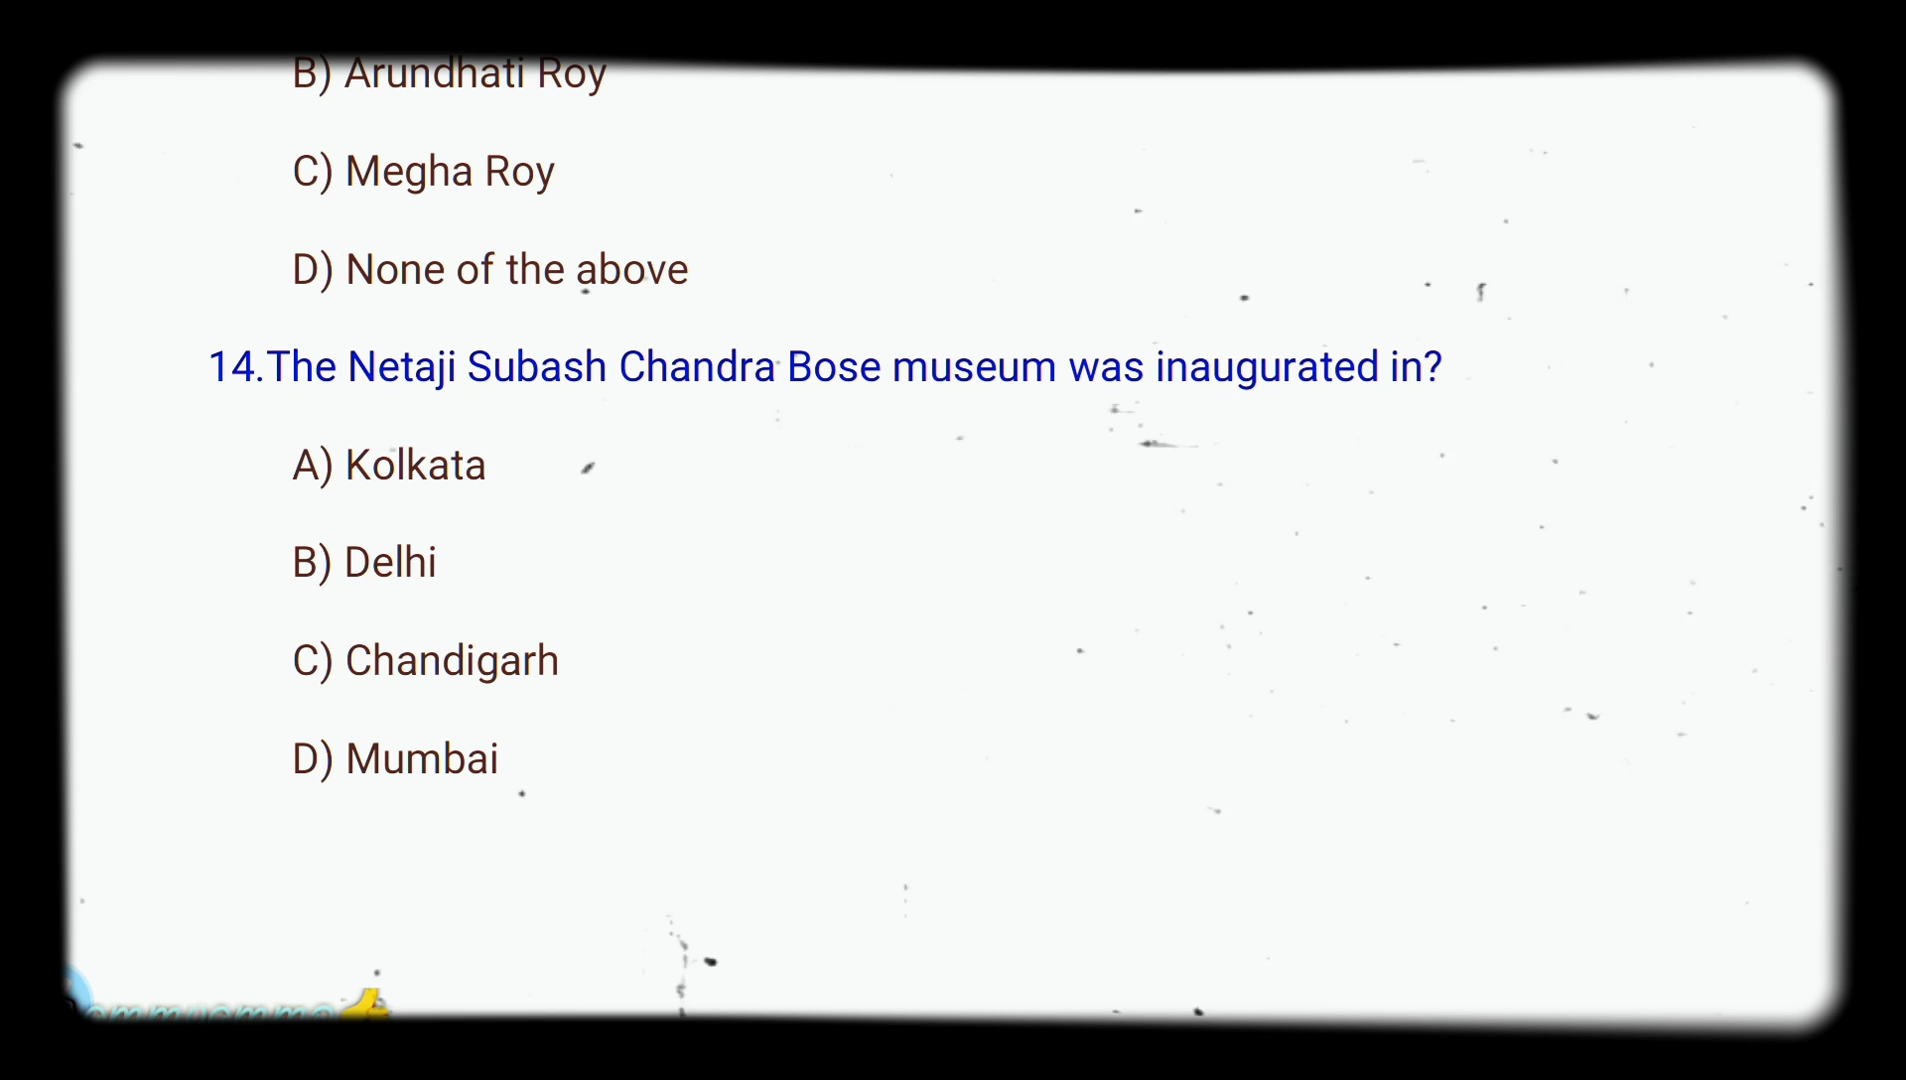 B) Arundhati Roy
C) Megha Roy
D) None of the above
14.The Netaji Subash Chandra Bose museum was inaugurated in?
A) Kolkata
B) Delhi
C) Chandigarh
D) Mumbai